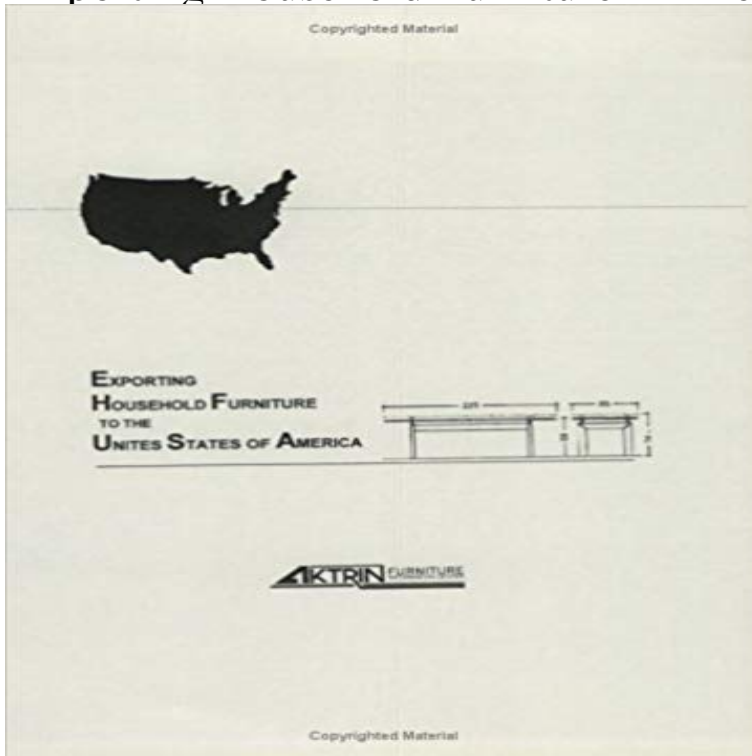 Copyrighted Material
EXPORTING
HOUSEHOLD FURNITURE
TO THE
UNITES STATES OF AMERICA
AKTRIN FURNITURE
Copyrighted Material